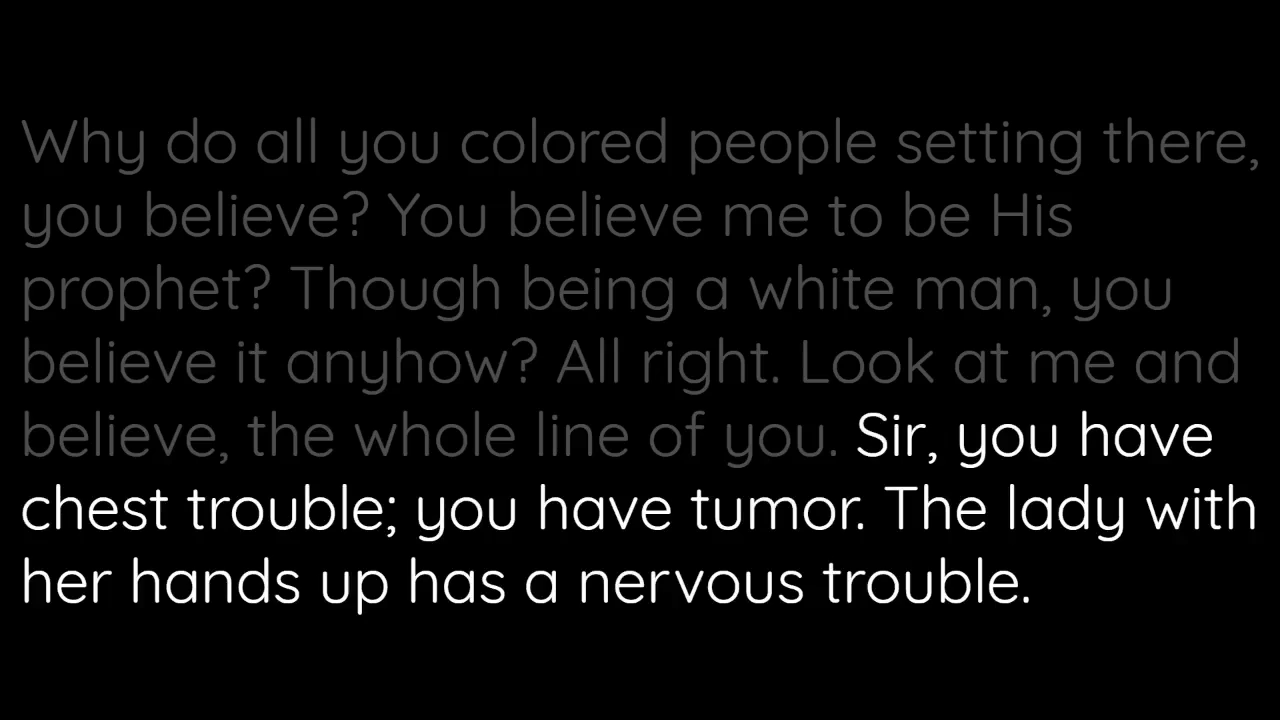 Why do all you colored people setting there,
you believe? You believe me to be His
prophet? Though being a white man, you
believe it anyhow? All right. Look at me and
believe, the whole line of you. Sir, you have
chest trouble; you have tumor. The lady with
her hands up has a nervous trouble.